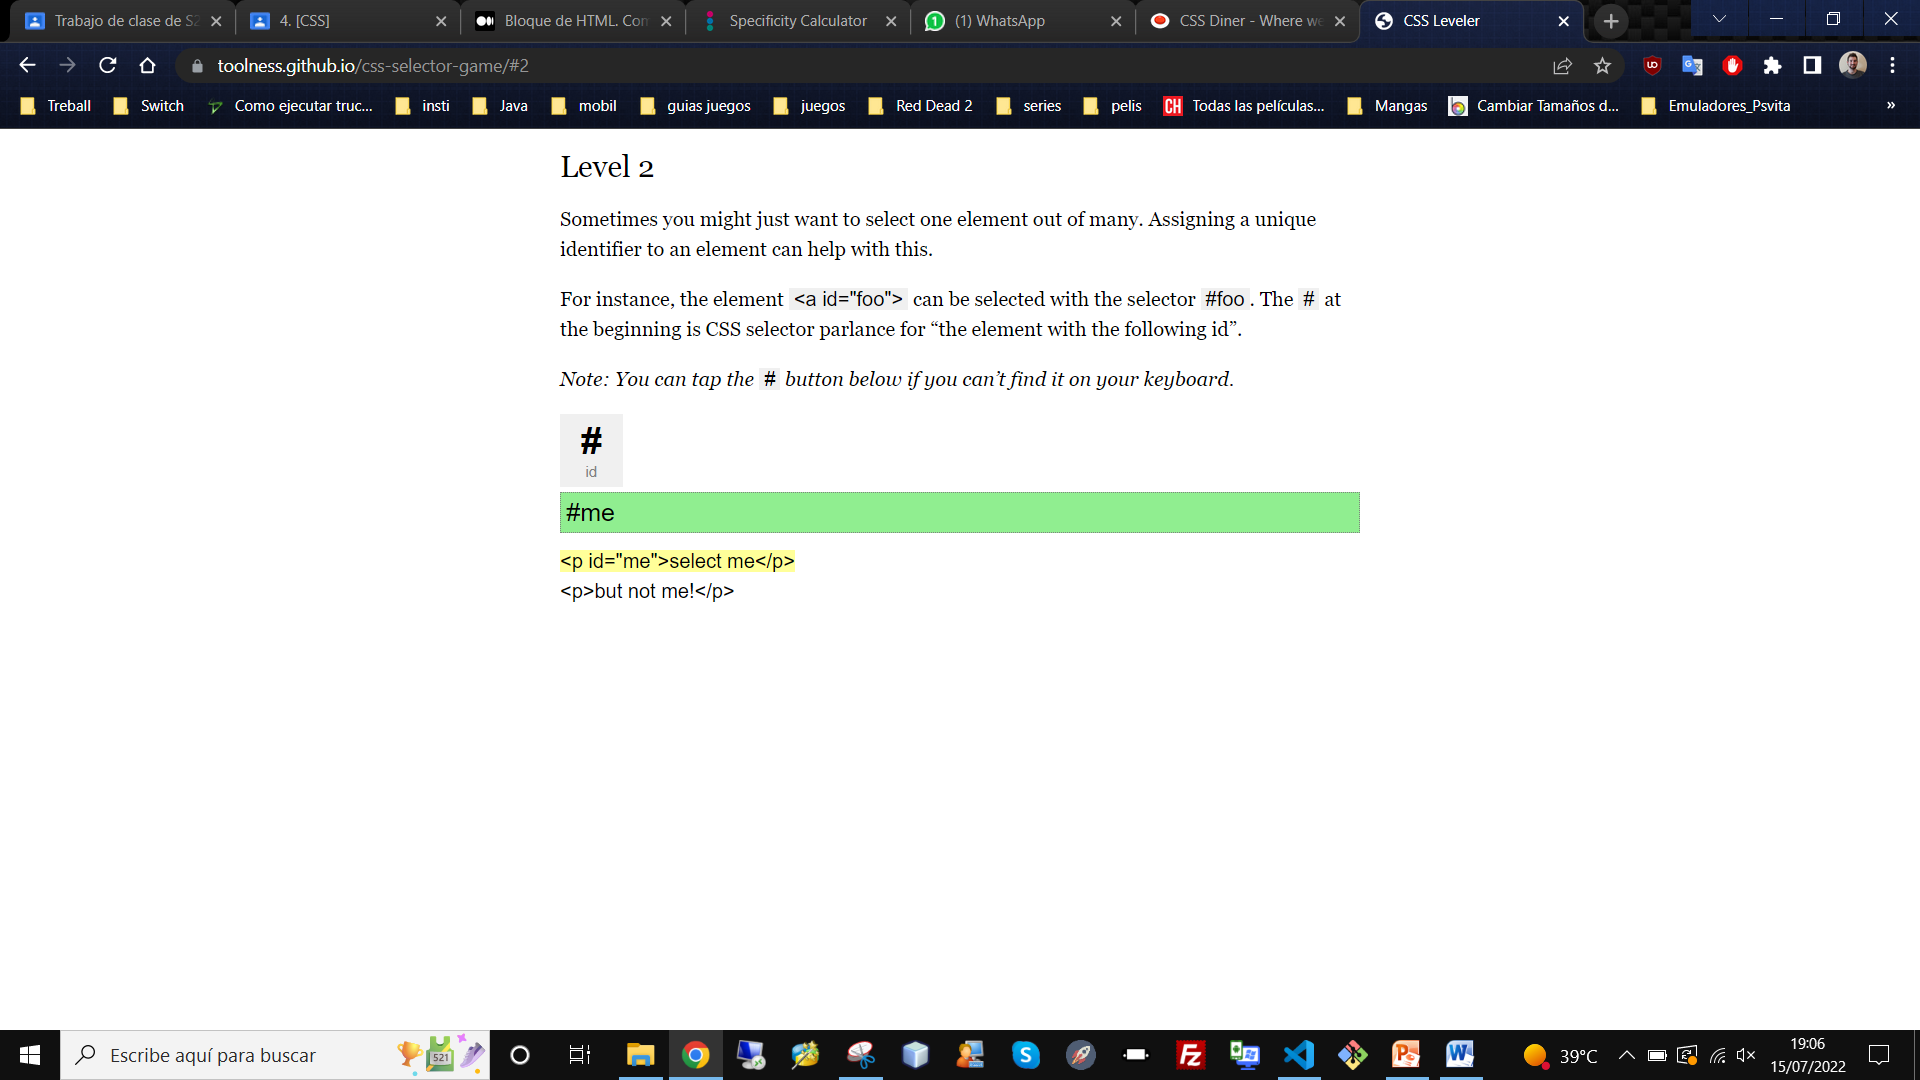 Trabajo de clase de S2
4. [CSS]
Bloque de HTML. Com
Specificity Calculator
(1) WhatsApp
CSS Diner - Where we
CSS Leveler
toolness.github.io/css-selector-game/#2
Treball
Switch
Como ejecutar truc...
insti
Java
mobil
guias juegos
juegos
Red Dead 2
series
pelis
CH Todas las películas...
Mangas
Cambiar Tamaños d...
Emuladores_Psvita
»
Level 2
Sometimes you might just want to select one element out of many. Assigning a unique
identifier to an element can help with this.
For instance, the element <a id="foo"> can be selected with the selector #foo. The # at
the beginning is CSS selector parlance for “the element with the following id”.
Note: You can tap the # button below if you can’t find it on your keyboard.
#
id
#me
<p id="me">select me</p>
<p>but not me!</p>
Escribe aquí para buscar
521
39°C
19:06
15/07/2022